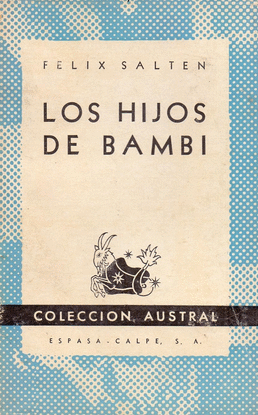 FELIX SALTEN
LOS HIJOS
DE BAMBI
COLECCION AUSTRAL
ESPASA-CALPE, S. A.